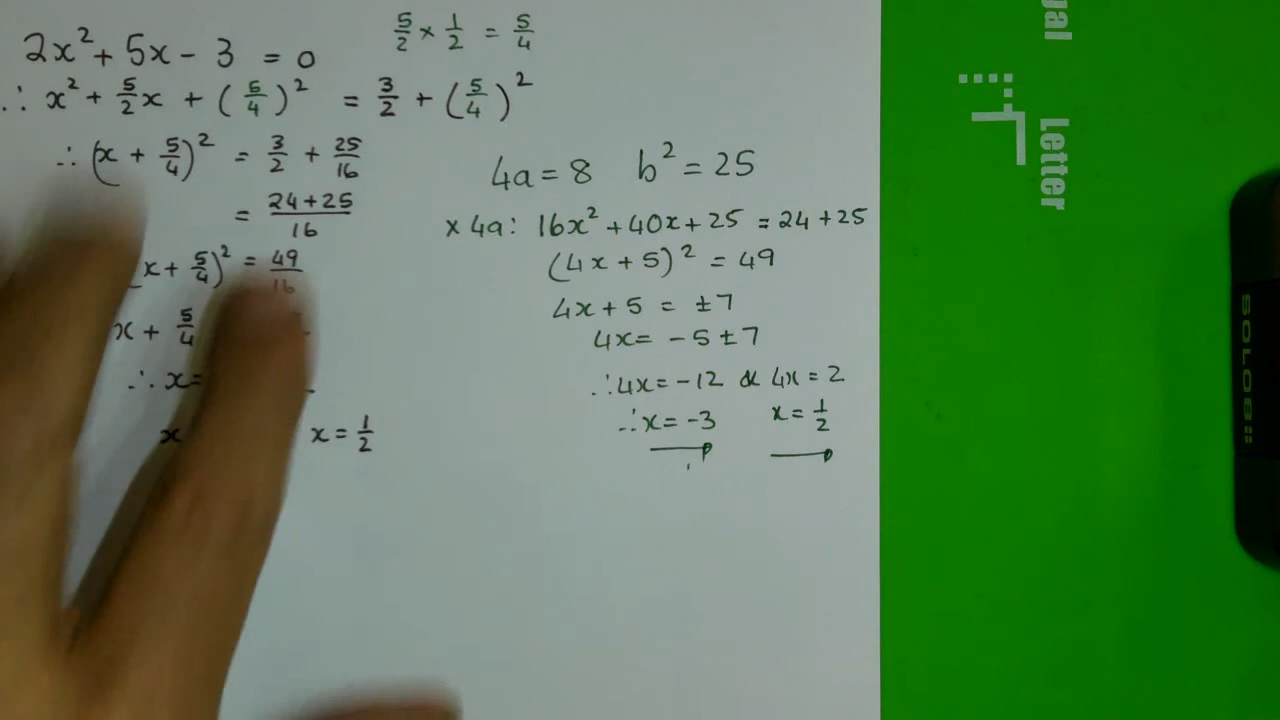 2x² + 5x - 3 = 0
5/2 × 1/2 = 5/4
∴ x² + 5/2 x + (5/4)² = 3/2 + (5/4)²
∴ (x + 5/4)² = 3/2 + 25/16
= 24+25/16
x + 5/4)² = 49/16
x + 5/4
∴ x=
x
x = 1/2
4a = 8 b² = 25
× 4a: 16x² + 40x + 25 = 24 + 25
(4x + 5)² = 49
4x + 5 = ±7
4x = -5 ± 7
∴ 4x = -12 & 4x = 2
∴ x = -3 x = 1/2
gal
Letter
SOLO8